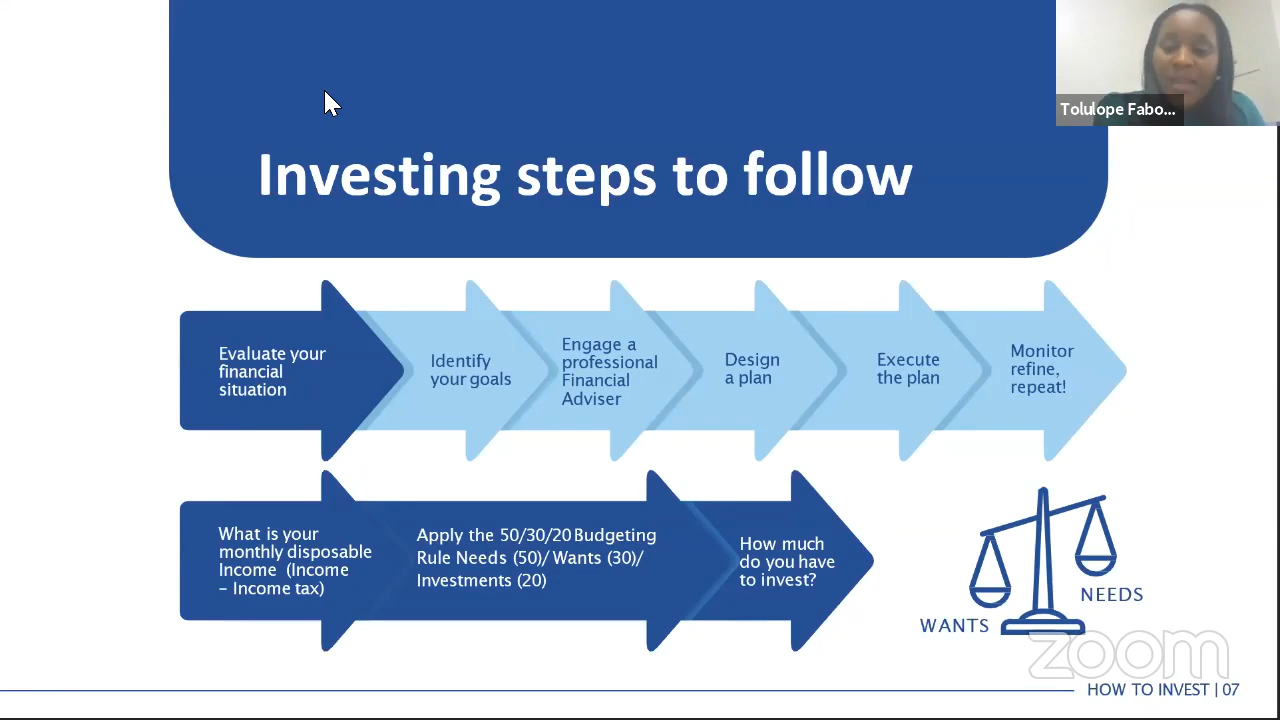 Tolulope Fabo...
Investing steps to follow
Evaluate your
financial
situation
Identify
your goals
Engage a
professional
Financial
Adviser
Design
a plan
Execute
the plan
Monitor
refine,
repeat!
What is your
monthly disposable
Income (Income
– Income tax)
Apply the 50/30/20 Budgeting
Rule Needs (50)/ Wants (30)/
Investments (20)
How much
do you have
to invest?
WANTS
NEEDS
zoom
HOW TO INVEST | 07